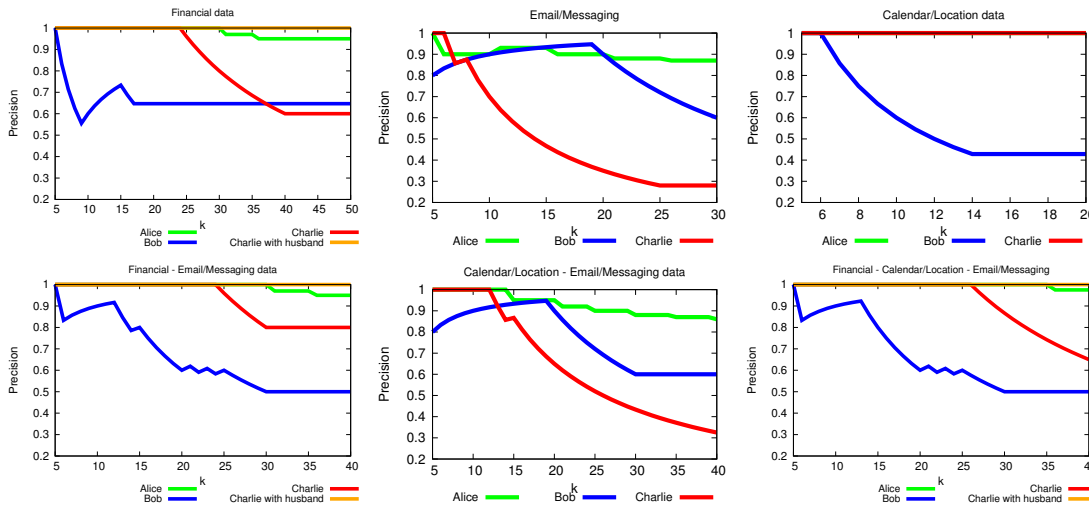 Financial data
Precision
1
0.9
0.8
0.7
0.6
0.5
0.4
0.3
0.2
5 10 15 20 25 30 35 40 45 50
k
Alice Charlie
Bob Charlie with husband
Email/Messaging
Precision
1
0.9
0.8
0.7
0.6
0.5
0.4
0.3
0.2
5 10 15 20 25 30
k
Alice Bob Charlie
Calendar/Location data
Precision
1
0.9
0.8
0.7
0.6
0.5
0.4
0.3
0.2
6 8 10 12 14 16 18 20
k
Alice Bob Charlie
Financial - Email/Messaging data
Precision
1
0.9
0.8
0.7
0.6
0.5
0.4
0.3
0.2
5 10 15 20 25 30 35 40
k
Alice Charlie
Bob Charlie with husband
Calendar/Location - Email/Messaging data
Precision
1
0.9
0.8
0.7
0.6
0.5
0.4
0.3
0.2
5 10 15 20 25 30 35 40
k
Alice Bob Charlie
Financial - Calendar/Location - Email/Messaging
Precision
1
0.9
0.8
0.7
0.6
0.5
0.4
0.3
0.2
5 10 15 20 25 30 35 4
k
Alice Charlie
Bob Charlie with husband